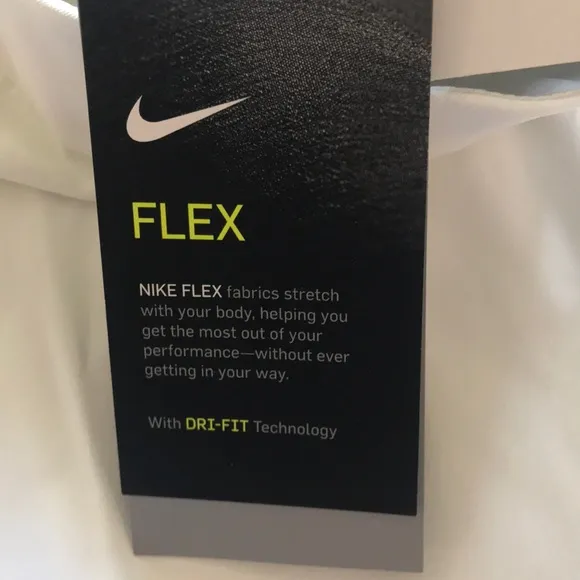 FLEX
NIKE FLEX fabrics stretch
with your body, helping you
get the most out of your
performance—without ever
getting in your way.
With DRI-FIT Technology